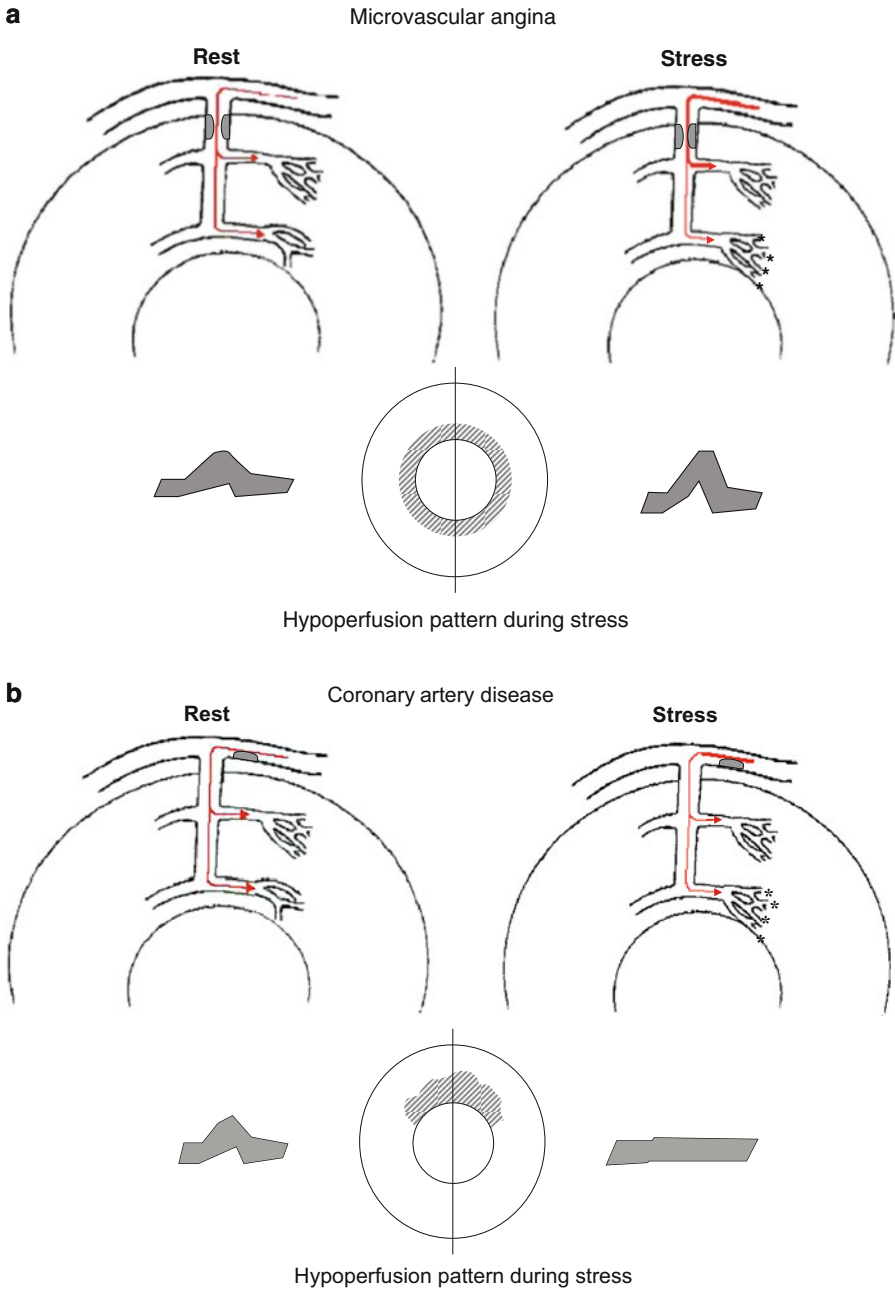 a
Microvascular angina
Rest
Stress
*
*
*
*
Hypoperfusion pattern during stress
b
Coronary artery disease
Rest
Stress
*
*
*
*
Hypoperfusion pattern during stress